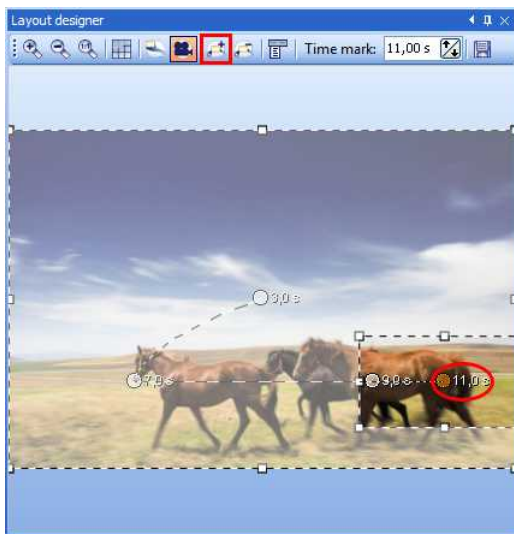 Layout designer
Time mark: 11,00 s
3,0 s
7,0 s
9,0 s
11,0 s